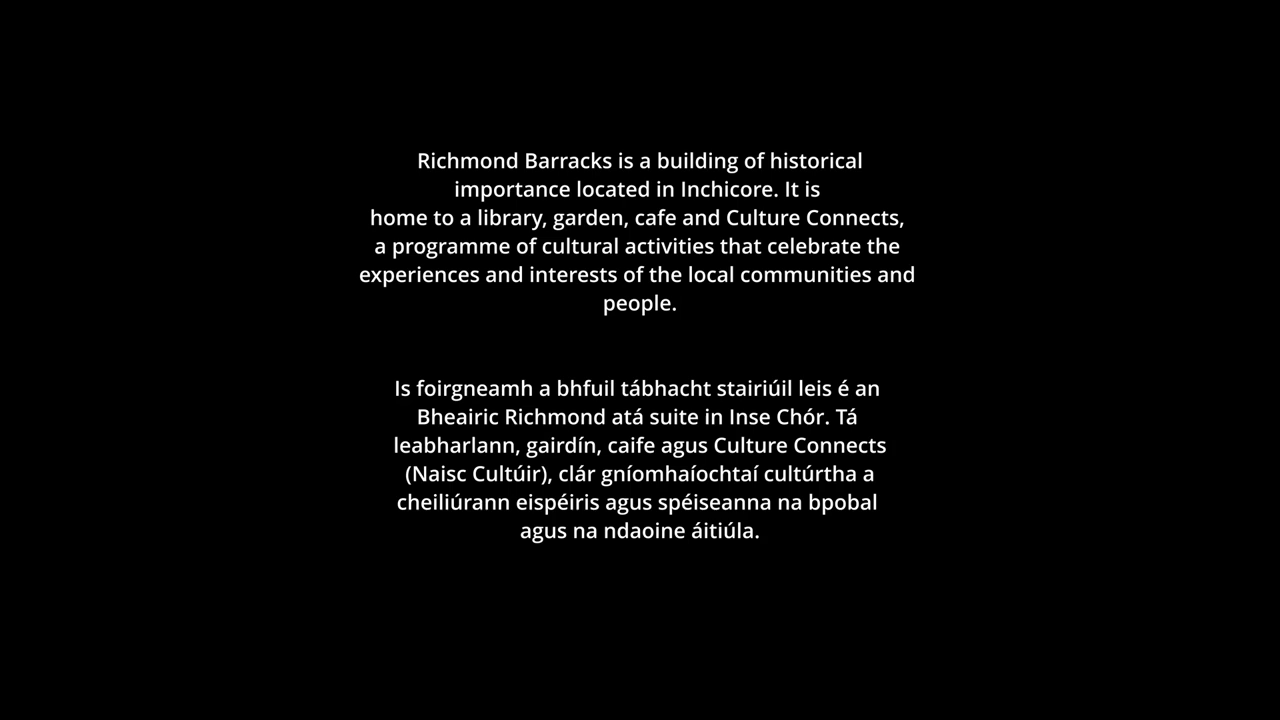 Richmond Barracks is a building of historical
importance located in Inchicore. It is
home to a library, garden, cafe and Culture Connects,
a programme of cultural activities that celebrate the
experiences and interests of the local communities and
people.
Is foirgneamh a bhfuil tábhacht stairiúil leis é an
Bheairic Richmond atá suite in Inse Chór. Tá
leabharlann, gairdín, caife agus Culture Connects
(Naisc Cultúir), clár gníomhaíochtaí cultúrtha a
cheiliúrann eispéiris agus spéiseanna na bpobal
agus na ndaoine áitiúla.